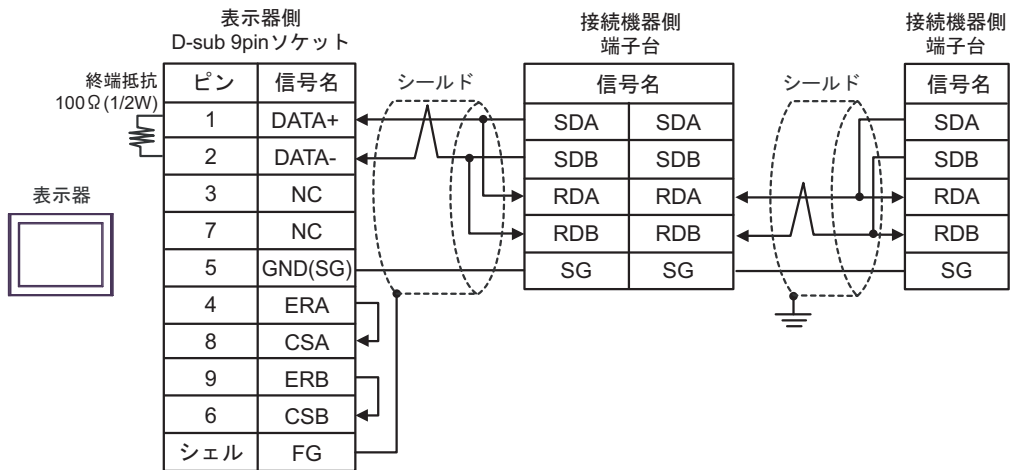 表示器側
D-sub 9pinソケット
接続機器側
端子台
接続機器側
端子台
終端抵抗
100Ω(1/2W)
表示器
シールド
シールド
ピン 信号名
1 DATA+
2 DATA-
3 NC
7 NC
5 GND(SG)
4 ERA
8 CSA
9 ERB
6 CSB
シェル FG
信号名
SDA SDA
SDB SDB
RDA RDA
RDB RDB
SG SG
信号名
SDA
SDB
RDA
RDB
SG